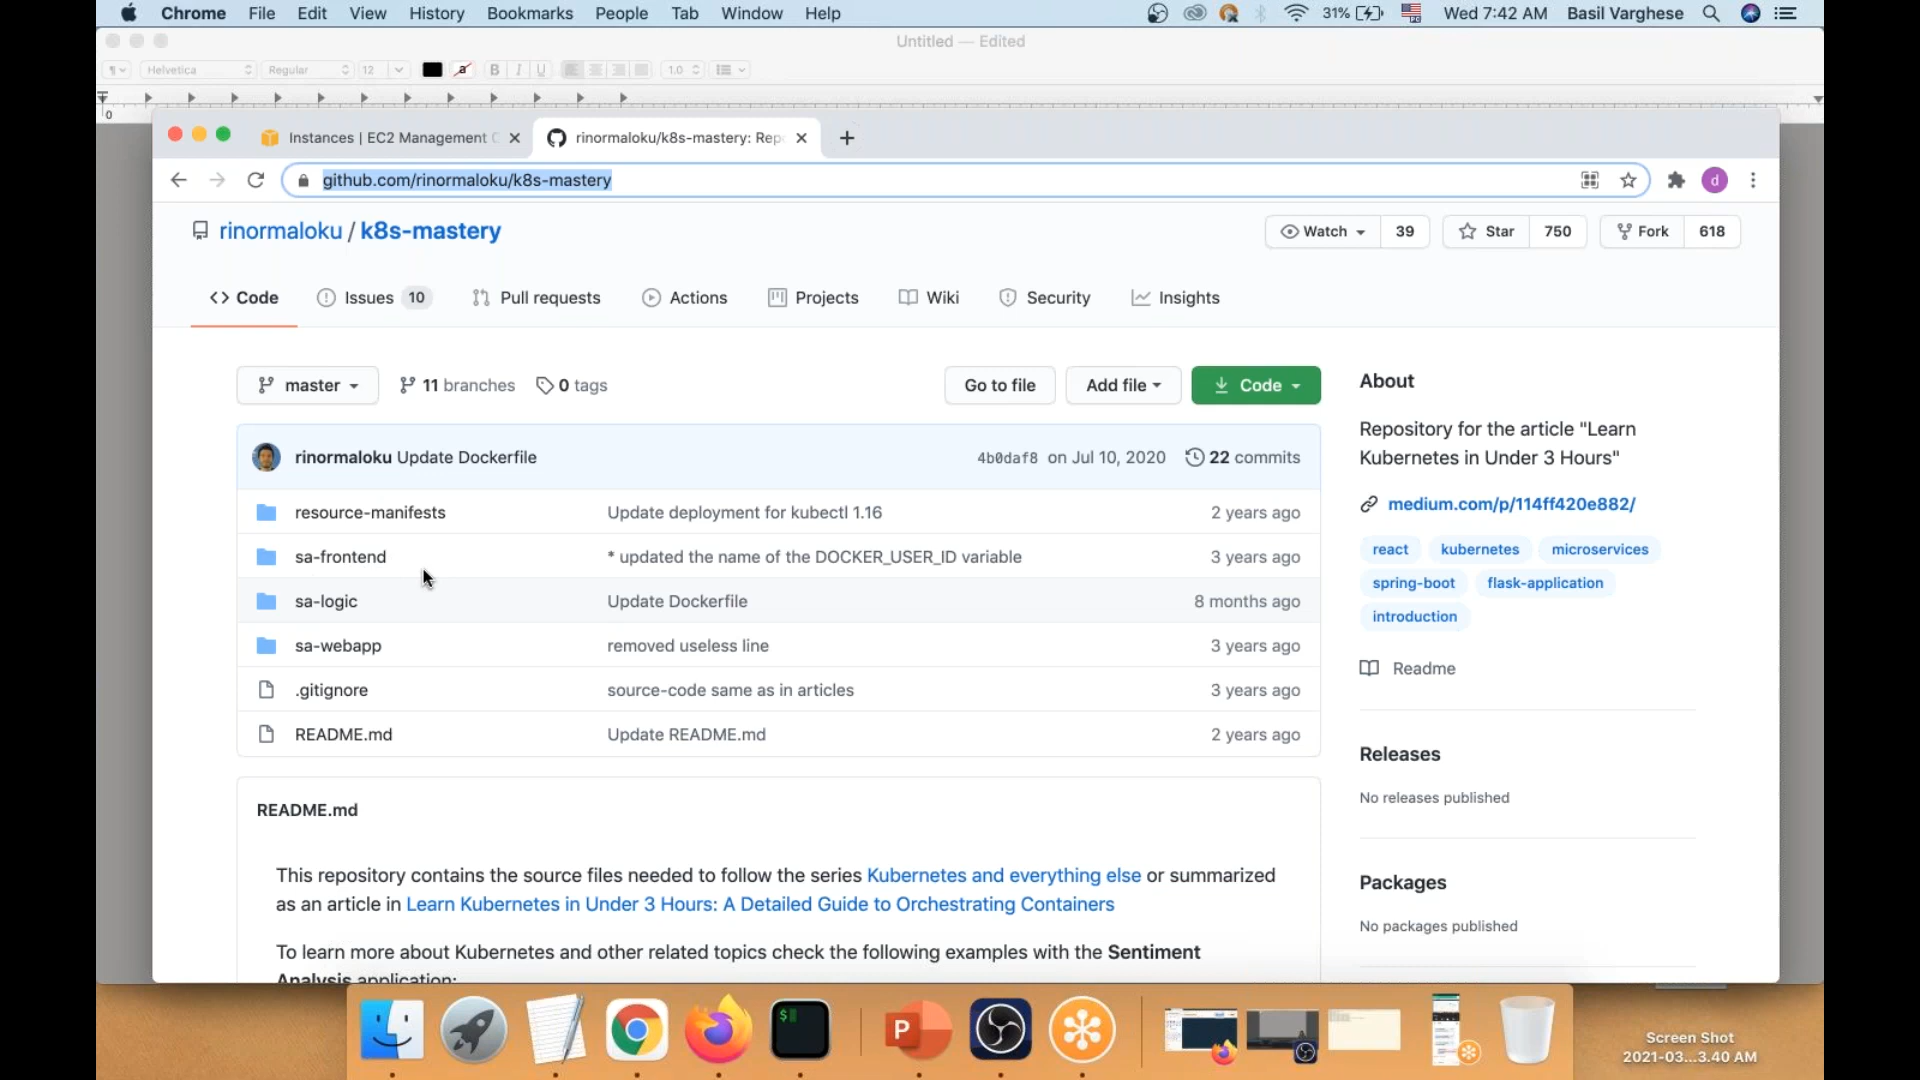 Chrome File Edit View History Bookmarks People Tab Window Help 31% Wed 7:42 AM Basil Varghese
Untitled — Edited
Helvetica Regular 12 a B I U 1.0
0
Instances | EC2 Management C rinormaloku/k8s-mastery: Repo
github.com/rinormaloku/k8s-mastery d
rinormaloku / k8s-mastery Watch 39 Star 750 Fork 618
Code Issues 10 Pull requests Actions Projects Wiki Security Insights
master 11 branches 0 tags Go to file Add file Code
rinormaloku Update Dockerfile 4b0daf8 on Jul 10, 2020 22 commits
resource-manifests Update deployment for kubectl 1.16 2 years ago
sa-frontend * updated the name of the DOCKER_USER_ID variable 3 years ago
sa-logic Update Dockerfile 8 months ago
sa-webapp removed useless line 3 years ago
.gitignore source-code same as in articles 3 years ago
README.md Update README.md 2 years ago
README.md
This repository contains the source files needed to follow the series Kubernetes and everything else or summarized
as an article in Learn Kubernetes in Under 3 Hours: A Detailed Guide to Orchestrating Containers
To learn more about Kubernetes and other related topics check the following examples with the Sentiment
Analysis application:
About
Repository for the article "Learn
Kubernetes in Under 3 Hours"
medium.com/p/114ff420e882/
react kubernetes microservices
spring-boot flask-application
introduction
Readme
Releases
No releases published
Packages
No packages published
$
P
Screen Shot
2021-03...3.40 AM